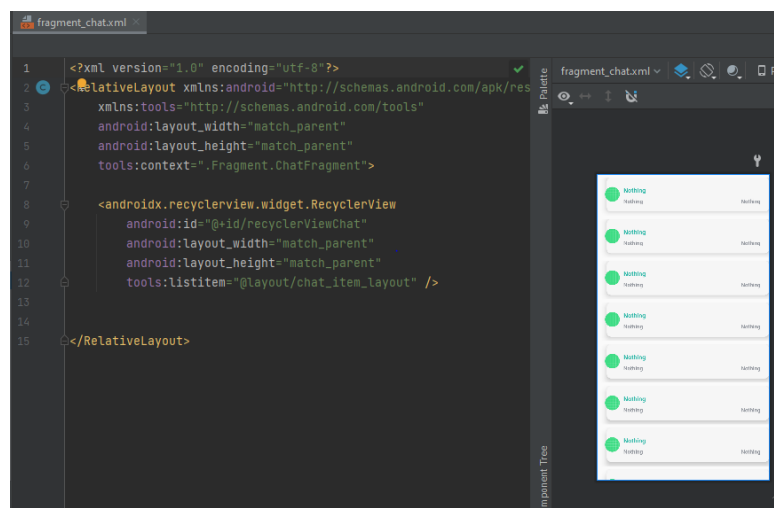 fragment_chat.xml
1 <?xml version="1.0" encoding="utf-8"?>
2 <RelativeLayout xmlns:android="http://schemas.android.com/apk/res
3 xmlns:tools="http://schemas.android.com/tools"
4 android:layout_width="match_parent"
5 android:layout_height="match_parent"
6 tools:context=".Fragment.ChatFragment">
7
8 <androidx.recyclerview.widget.RecyclerView
9 android:id="@+id/recyclerViewChat"
10 android:layout_width="match_parent"
11 android:layout_height="match_parent"
12 tools:listitem="@layout/chat_item_layout" />
13
14
15 </RelativeLayout>
Palette
mponent Tree
fragment_chat.xml
Nothing
Nothing Nothing
Nothing
Nothing Nothing
Nothing
Nothing Nothing
Nothing
Nothing Nothing
Nothing
Nothing Nothing
Nothing
Nothing Nothing
Nothing
Nothing Nothing